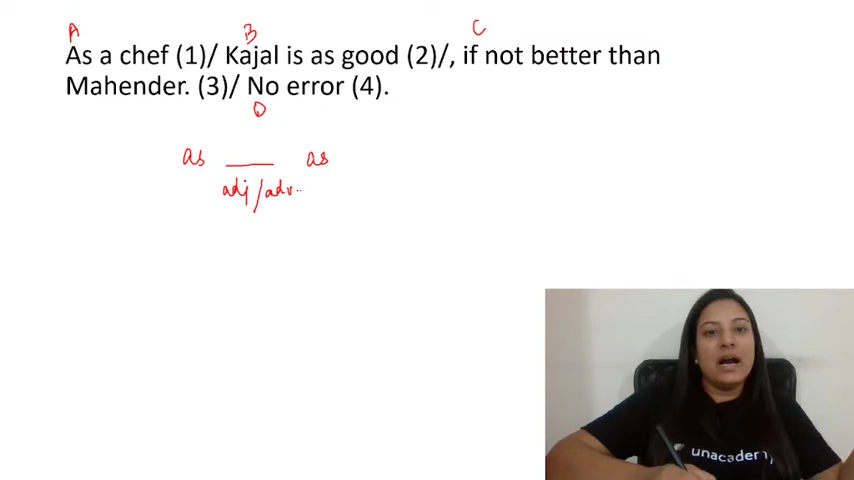 A B C
As a chef (1)/ Kajal is as good (2)/, if not better than
Mahender. (3)/ No error (4).
D
as ____ as
adj/adv..
unacademy